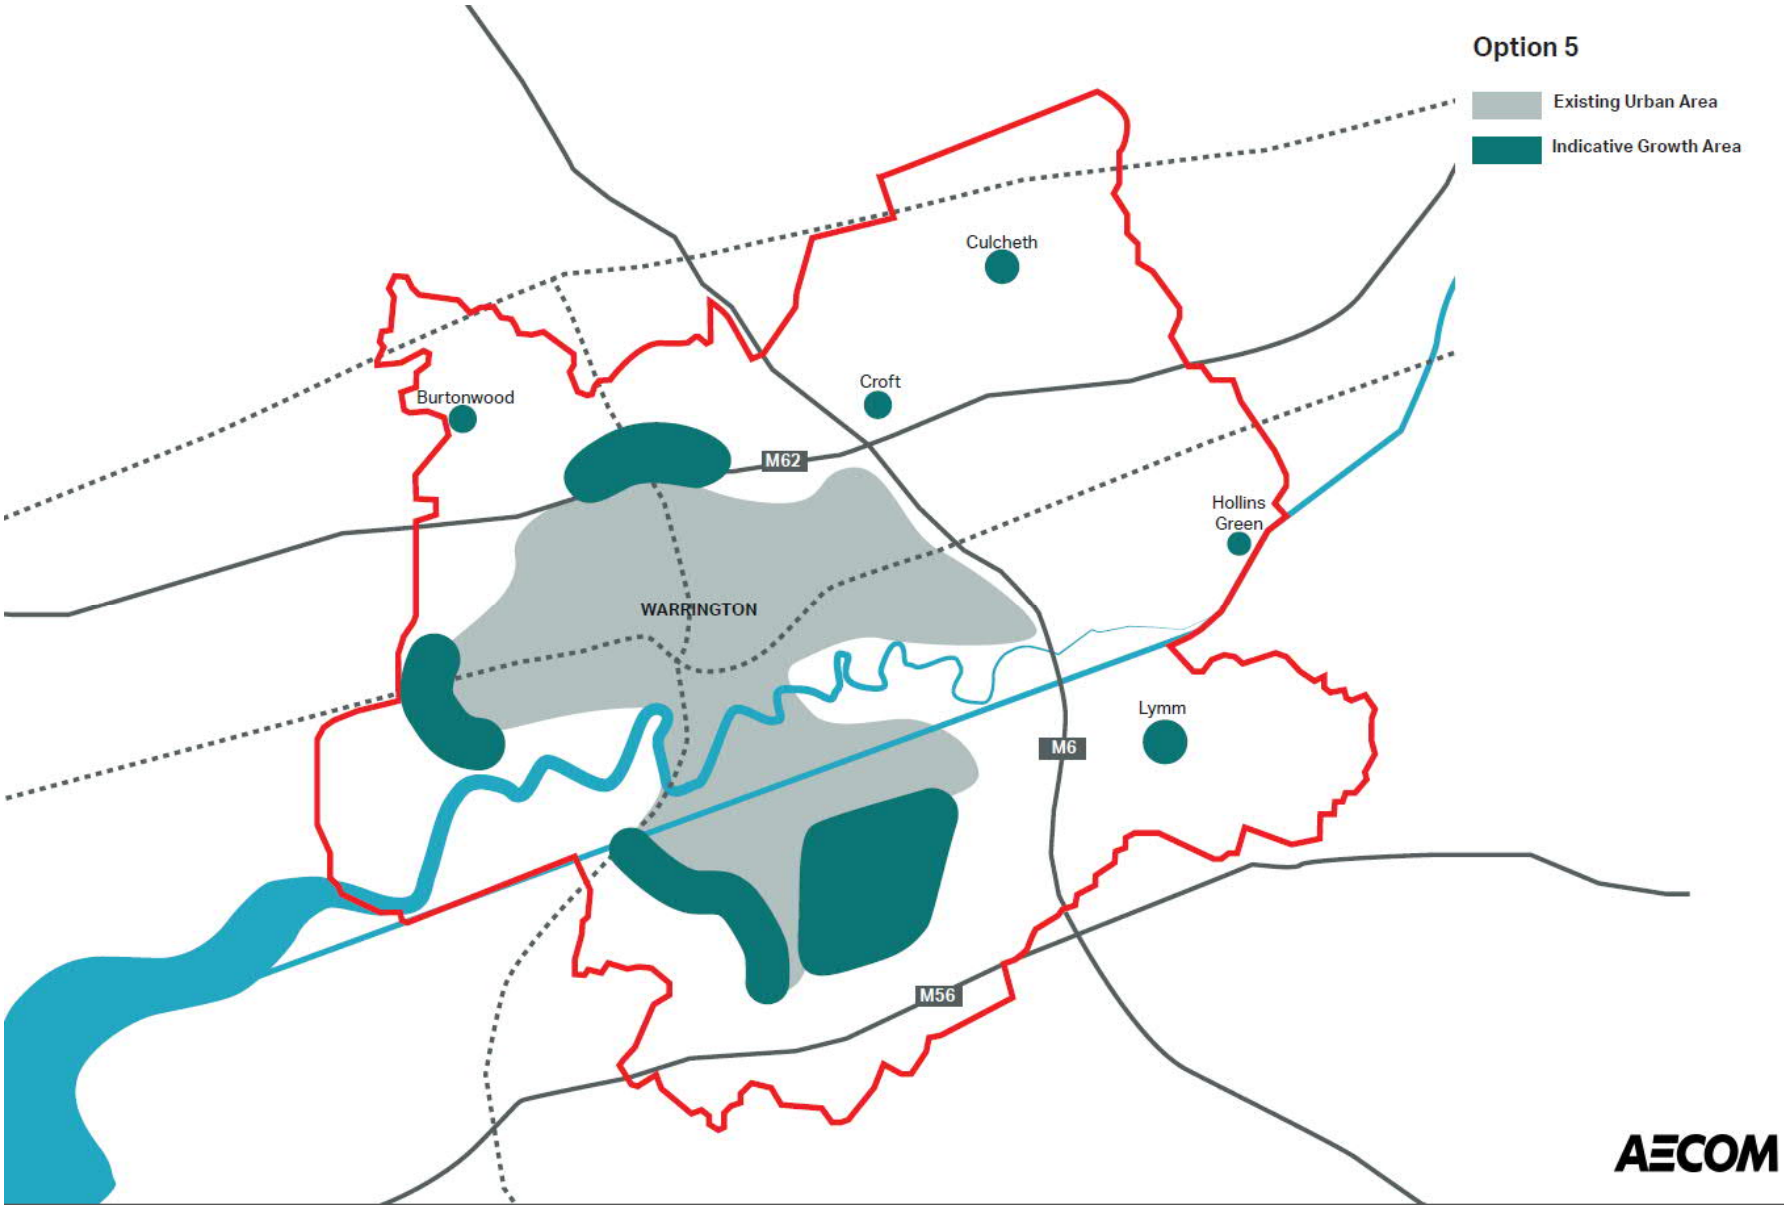 Option 5
Existing Urban Area
Indicative Growth Area
Culcheth
Croft
Burtonwood
M62
Hollins
Green
WARRINGTON
Lymm
M6
M56
AECOM